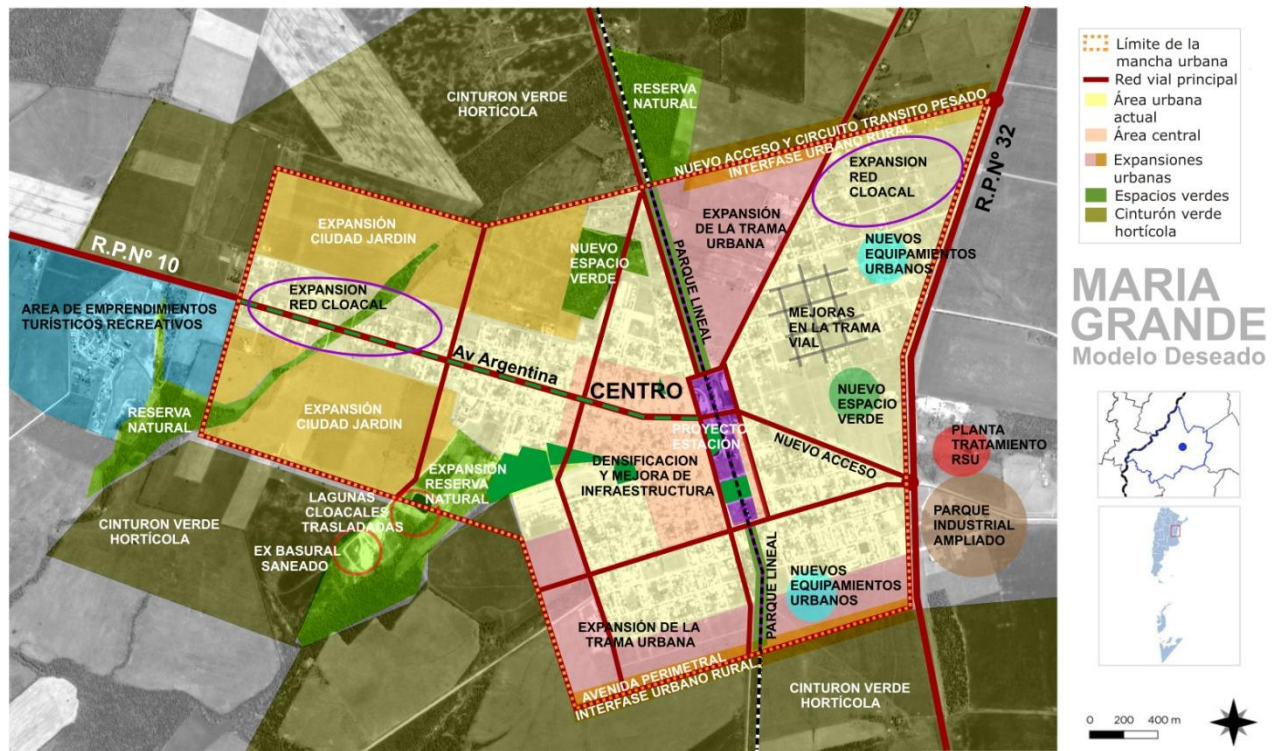 CINTURON VERDE
HORTÍCOLA
RESERVA
NATURAL
NUEVO ACCESO Y CIRCUITO TRANSITO PESADO
INTERFASE URBANO RURAL
R.P.Nº 32
EXPANSION
RED
CLOACAL
EXPANSIÓN
DE LA TRAMA
URBANA
EXPANSIÓN
CIUDAD JARDIN
NUEVO
ESPACIO
VERDE
PARQUE LINEAL
NUEVOS
EQUIPAMIENTOS
URBANOS
R.P.Nº 10
EXPANSION
RED CLOACAL
AREA DE EMPRENDIMIENTOS
TURÍSTICOS RECREATIVOS
MEJORAS
EN LA TRAMA
VIAL
Av Argentina
CENTRO
NUEVO
ESPACIO
VERDE
EXPANSIÓN
CIUDAD JARDIN
RESERVA
NATURAL
PROYECTO
ESTACIÓN
NUEVO ACCESO
PLANTA
TRATAMIENTO
RSU
DENSIFICACION
Y MEJORA DE
INFRAESTRUCTURA
EXPANSIÓN
RESERVA
NATURAL
LAGUNAS
CLOACALES
TRASLADADAS
PARQUE
INDUSTRIAL
AMPLIADO
CINTURON VERDE
HORTÍCOLA
EX BASURAL
SANEADO
NUEVOS
EQUIPAMIENTOS
URBANOS
PARQUE LINEAL
EXPANSIÓN DE LA
TRAMA URBANA
AVENIDA PERIMETRAL
INTERFASE URBANO RURAL
CINTURON VERDE
HORTÍCOLA
Límite de la
mancha urbana
Red vial principal
Área urbana
actual
Área central
Expansiones
urbanas
Espacios verdes
Cinturón verde
hortícola
MARIA
GRANDE
Modelo Deseado
0 200 400 m